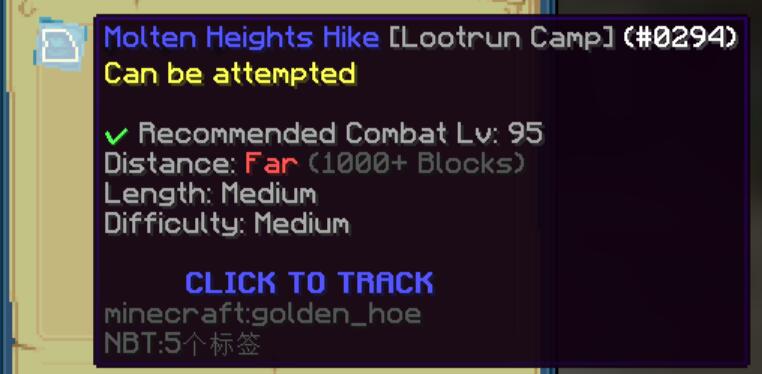 Molten Heights Hike [Lootrun Camp] (#0294)
Can be attempted
✓ Recommended Combat Lv: 95
Distance: Far (1000+ Blocks)
Length: Medium
Difficulty: Medium
CLICK TO TRACK
minecraft:golden_hoe
NBT:5个标签